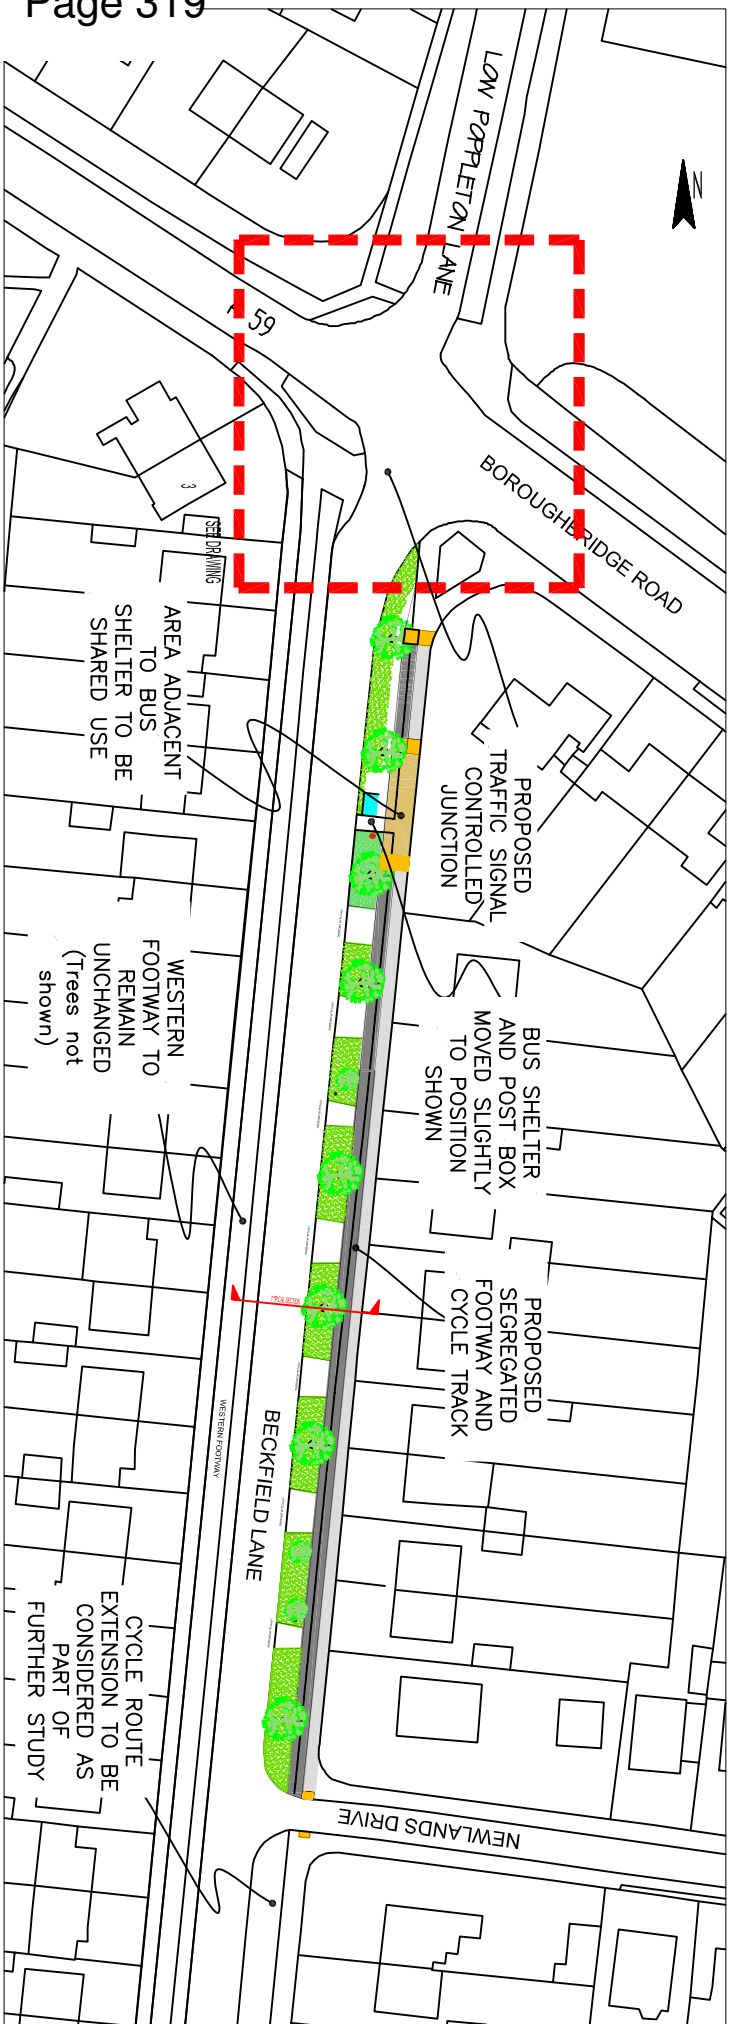 Page 319
LOW POPPLETON LANE
N
59
BOROUGHBRIDGE ROAD
3
SEE DRAWING
AREA ADJACENT
TO BUS
SHELTER TO BE
SHARED USE
PROPOSED
TRAFFIC SIGNAL
CONTROLLED
JUNCTION
WESTERN
FOOTWAY TO
REMAIN
UNCHANGED
(Trees not
shown)
BUS SHELTER
AND POST BOX
MOVED SLIGHTLY
TO POSITION
SHOWN
PROPOSED
SEGREGATED
FOOTWAY AND
CYCLE TRACK
TYPICAL SECTION
WESTERN FOOTWAY
BECKFIELD LANE
CYCLE ROUTE
EXTENSION TO BE
CONSIDERED AS
PART OF
FURTHER STUDY
NEWLANDS DRIVE